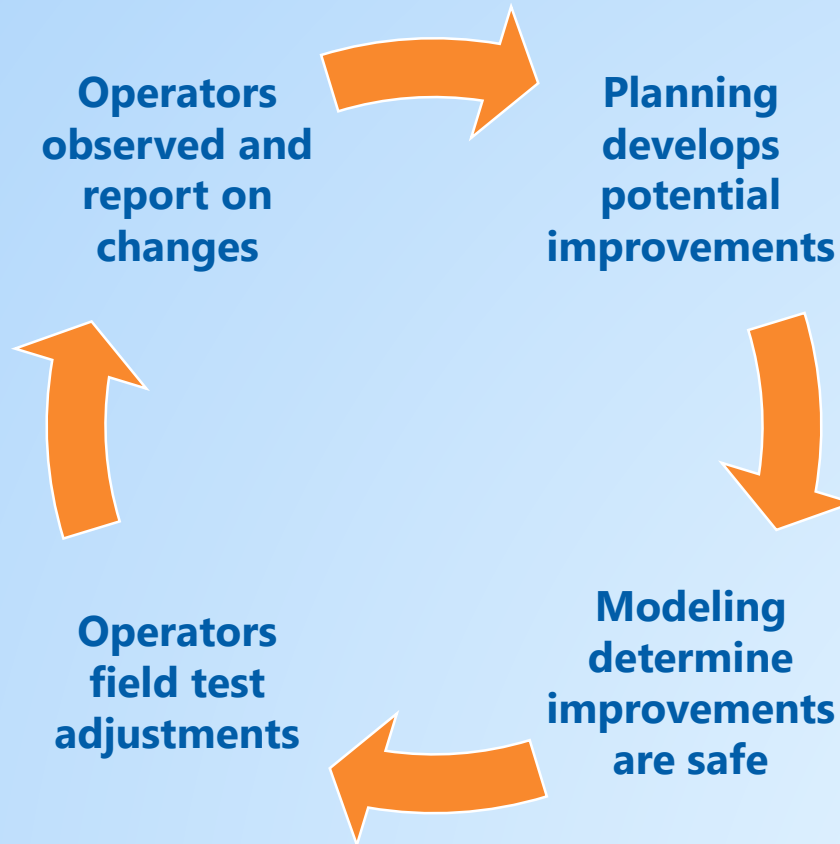 Operators
observed and
report on
changes
Planning
develops
potential
improvements
Modeling
determine
improvements
are safe
Operators
field test
adjustments